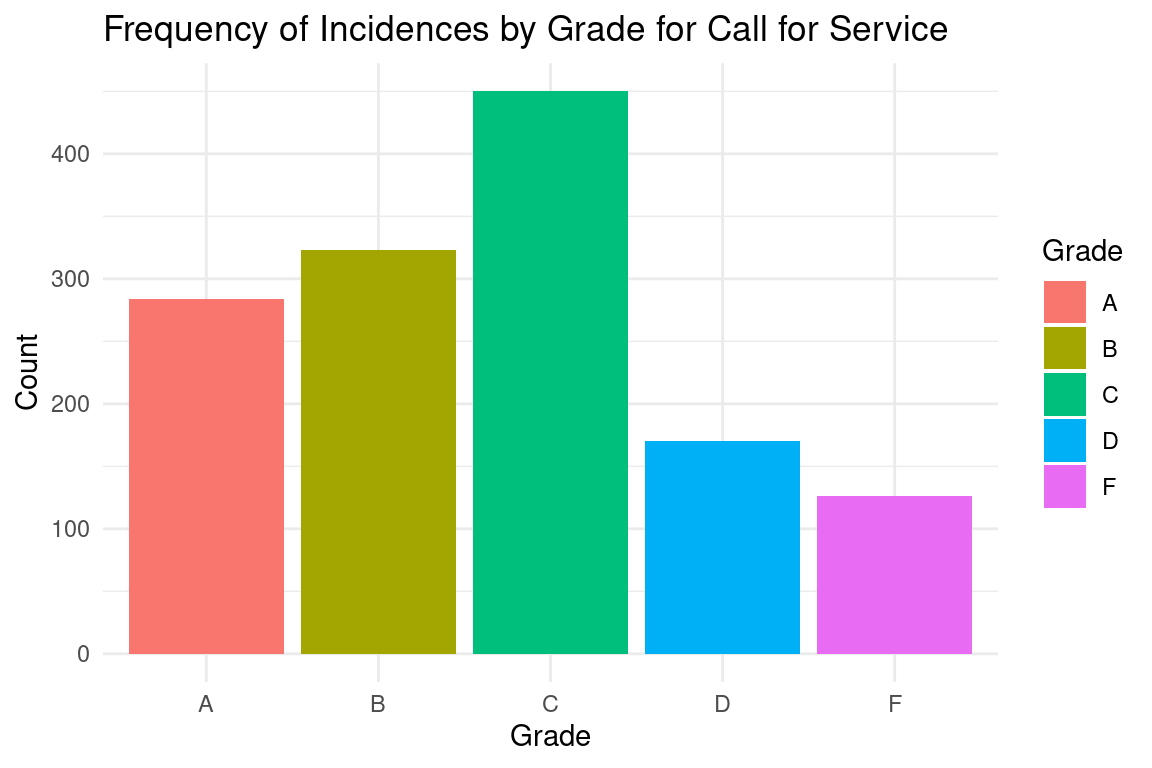 Frequency of Incidences by Grade for Call for Service
400
300
200
100
0
Count
A B C D F
Grade
Grade
A
B
C
D
F